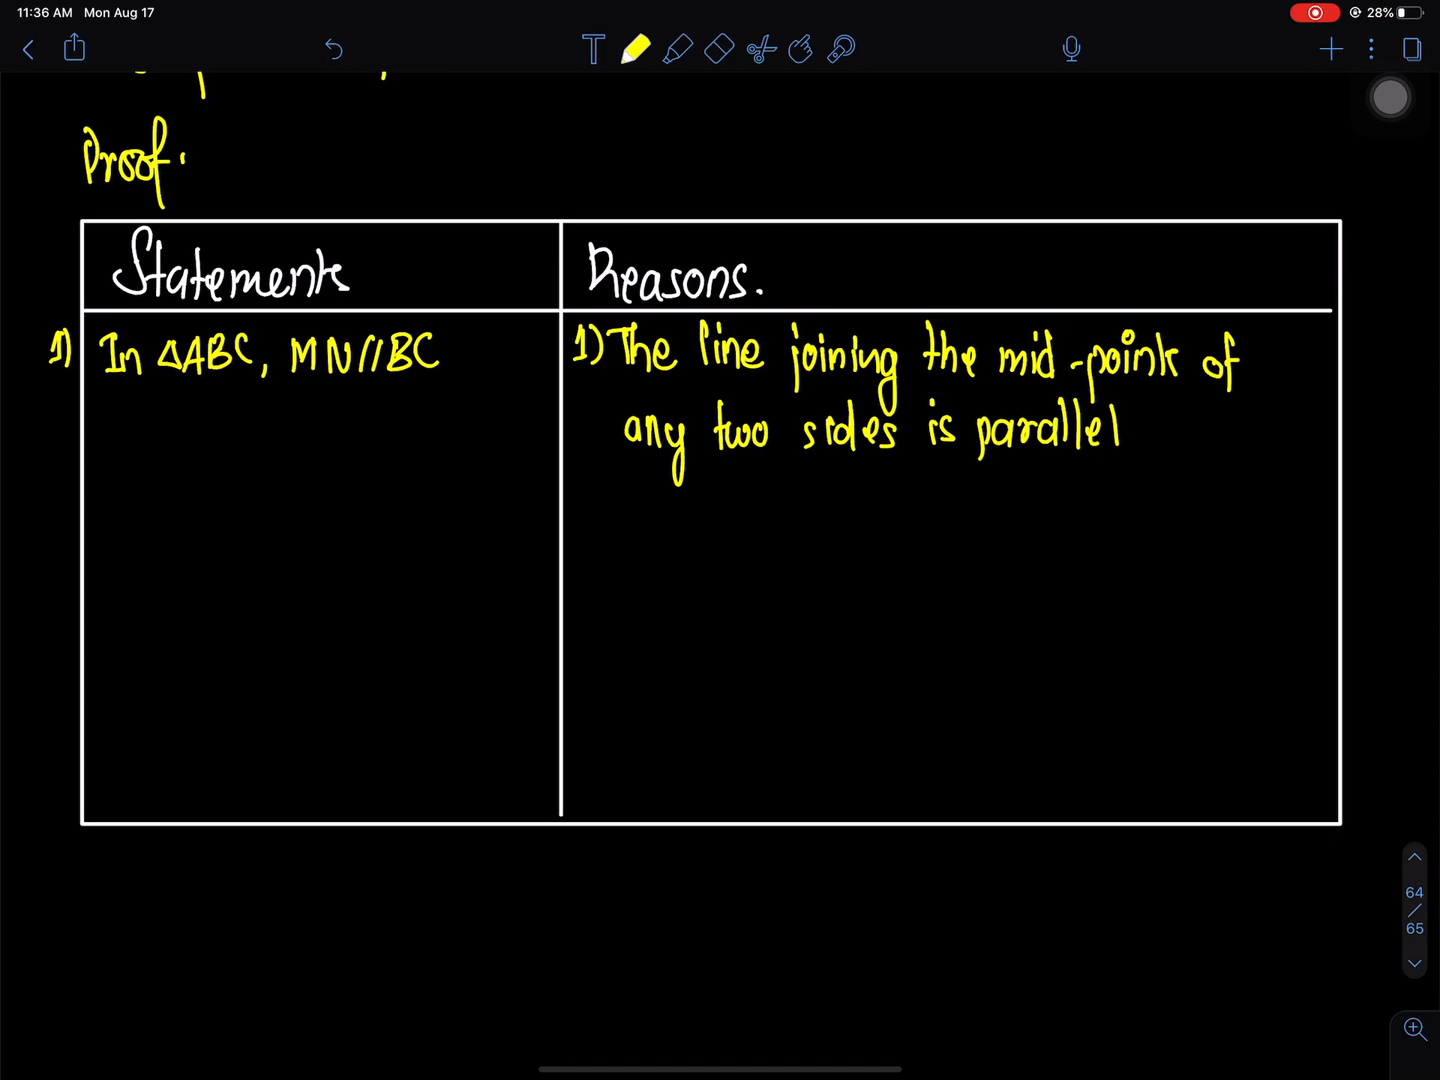 11:36 AM Mon Aug 17
28%
Proof.
Statements
Reasons.
1) In △ABC, MN//BC
1) The line joining the mid-point of
any two sides is parallel
64
65